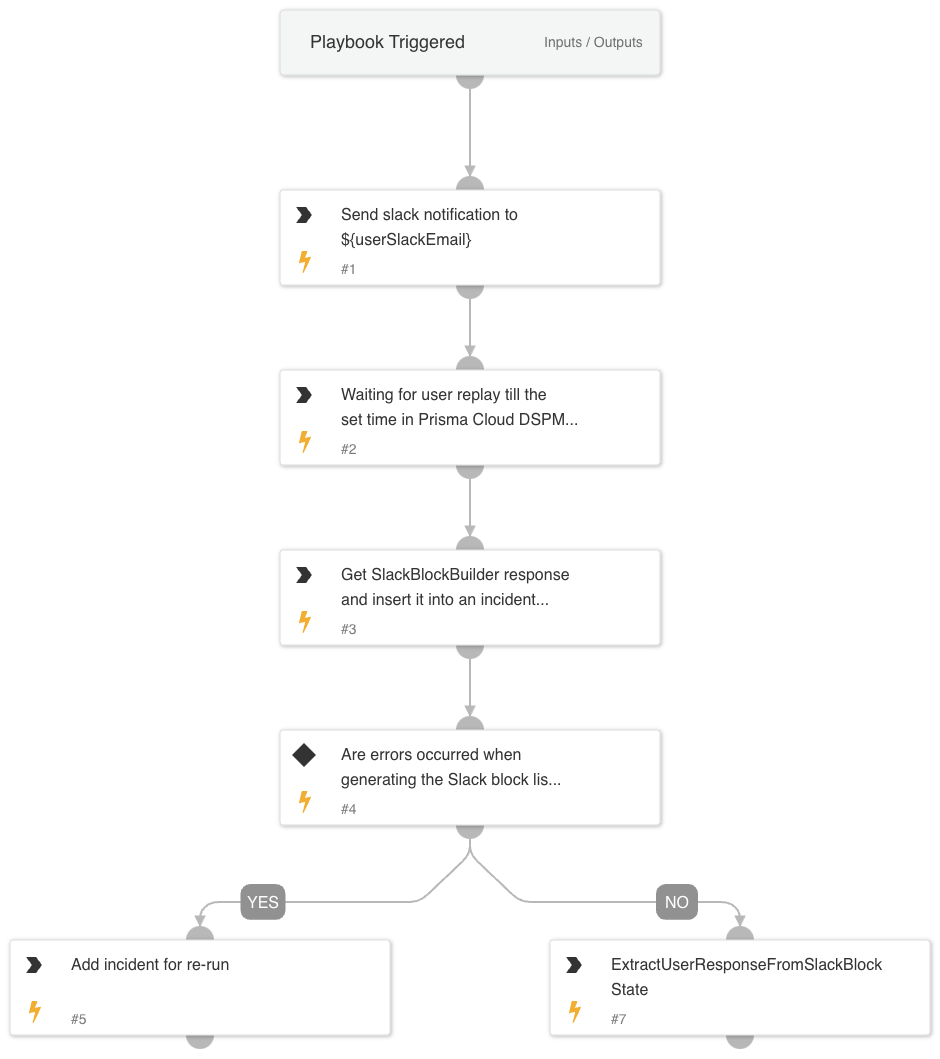 Playbook Triggered
Inputs / Outputs
Send slack notification to
${userSlackEmail}
#1
Waiting for user replay till the
set time in Prisma Cloud DSPM...
#2
Get SlackBlockBuilder response
and insert it into an incident...
#3
Are errors occurred when
generating the Slack block lis...
#4
YES
NO
Add incident for re-run
#5
ExtractUserResponseFromSlackBlock
State
#7